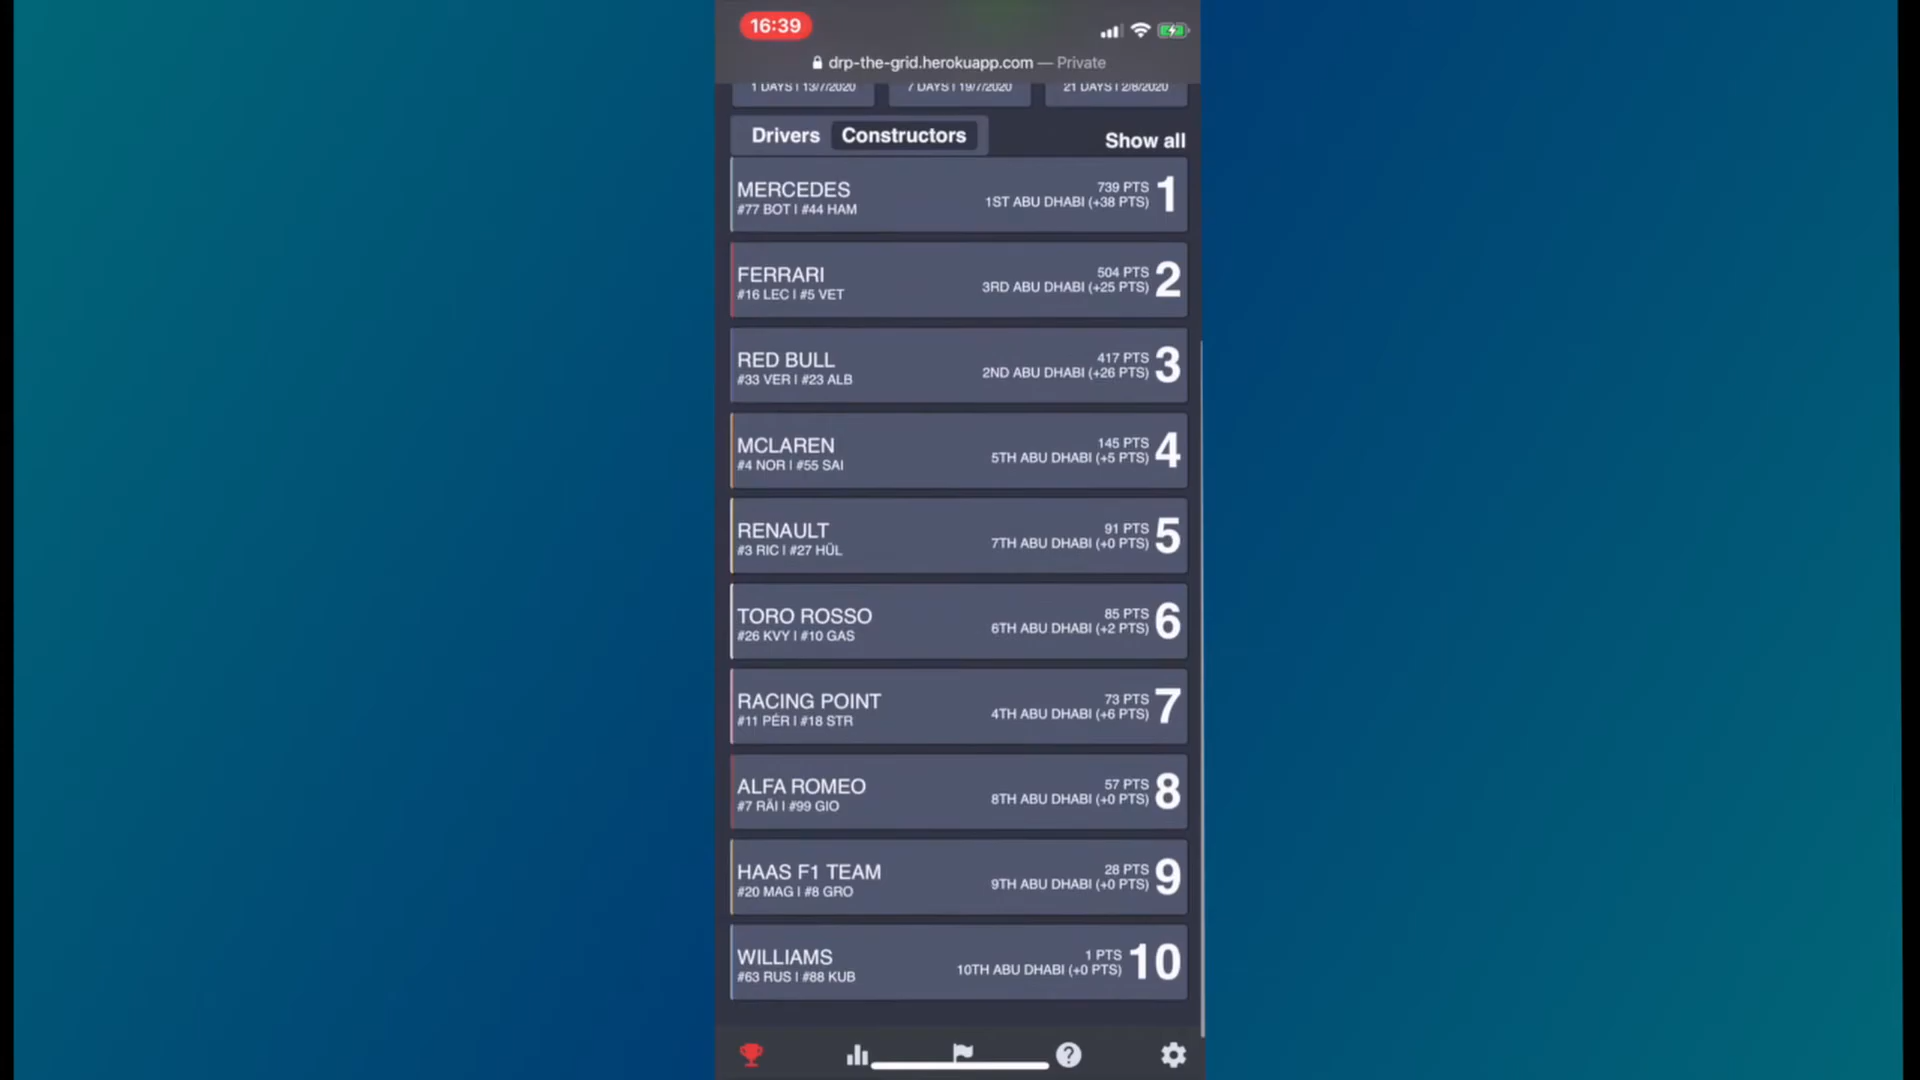 16:39
drp-the-grid.herokuapp.com — Private
1 DAYS | 13/7/2020
7 DAYS | 19/7/2020
21 DAYS | 2/8/2020
Drivers
Constructors
Show all
MERCEDES
#77 BOT | #44 HAM
739 PTS
1ST ABU DHABI (+38 PTS)
1
FERRARI
#16 LEC | #5 VET
504 PTS
3RD ABU DHABI (+25 PTS)
2
RED BULL
#33 VER | #23 ALB
417 PTS
2ND ABU DHABI (+26 PTS)
3
MCLAREN
#4 NOR | #55 SAI
145 PTS
5TH ABU DHABI (+5 PTS)
4
RENAULT
#3 RIC | #27 HÜL
91 PTS
7TH ABU DHABI (+0 PTS)
5
TORO ROSSO
#26 KVY | #10 GAS
85 PTS
6TH ABU DHABI (+2 PTS)
6
RACING POINT
#11 PÉR | #18 STR
73 PTS
4TH ABU DHABI (+6 PTS)
7
ALFA ROMEO
#7 RÄI | #99 GIO
57 PTS
8TH ABU DHABI (+0 PTS)
8
HAAS F1 TEAM
#20 MAG | #8 GRO
28 PTS
9TH ABU DHABI (+0 PTS)
9
WILLIAMS
#63 RUS | #88 KUB
1 PTS
10TH ABU DHABI (+0 PTS)
10